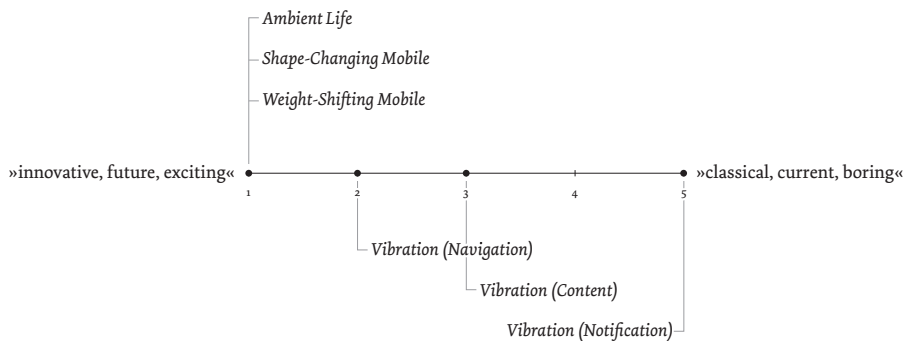 Ambient Life
Shape-Changing Mobile
Weight-Shifting Mobile
»innovative, future, exciting«
»classical, current, boring«
1 2 3 4 5
Vibration (Navigation)
Vibration (Content)
Vibration (Notification)